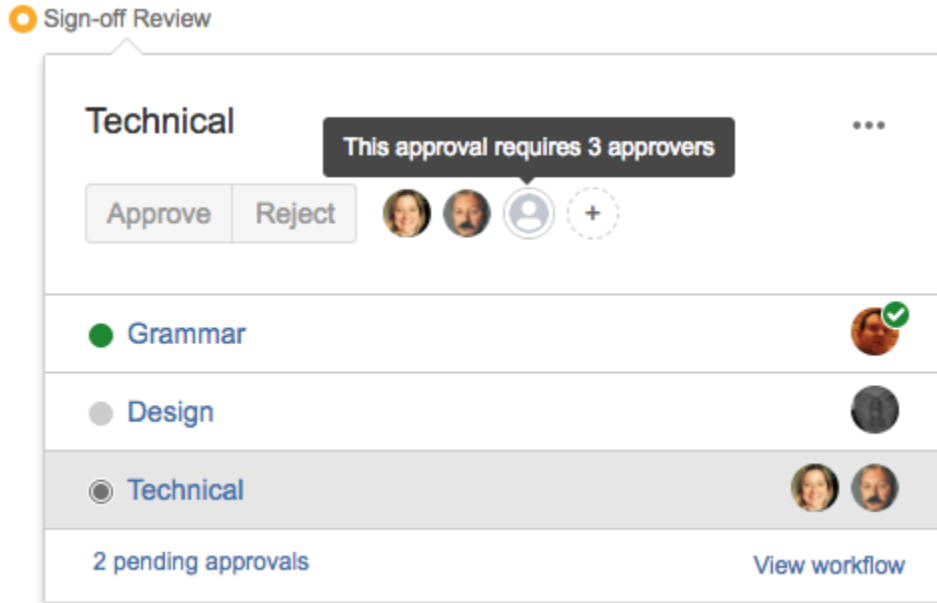 Sign-off Review
Technical
This approval requires 3 approvers
Approve Reject
Grammar
Design
Technical
2 pending approvals
View workflow